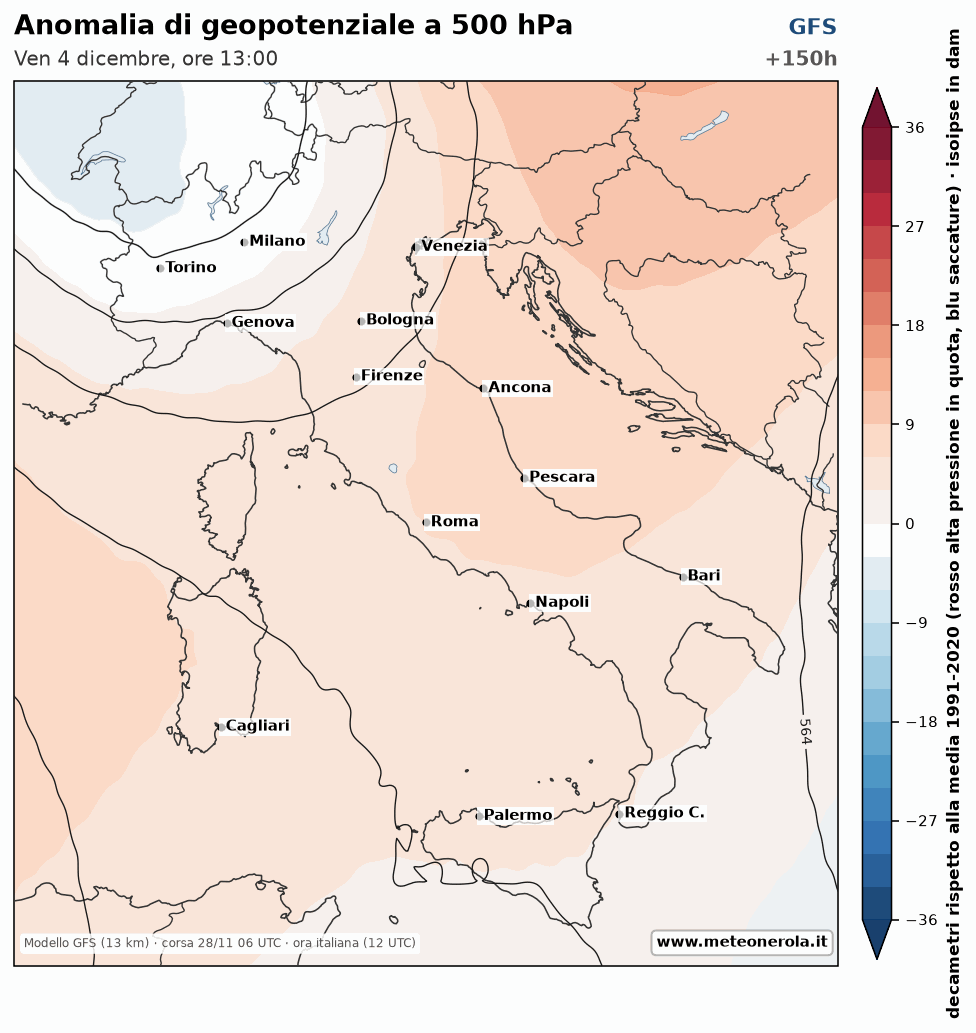 Anomalia di geopotenziale a 500 hPa
GFS
Ven 4 dicembre, ore 13:00
+150h
Milano
Torino
Venezia
Genova
Bologna
Firenze
Ancona
Pescara
Roma
Bari
Napoli
Cagliari
Palermo
Reggio C.
564
Modello GFS (13 km) · corsa 28/11 06 UTC · ora italiana (12 UTC)
www.meteonerola.it
36
27
18
9
0
−9
−18
−27
−36
decametri rispetto alla media 1991-2020 (rosso alta pressione in quota, blu saccature) · isoipse in dam